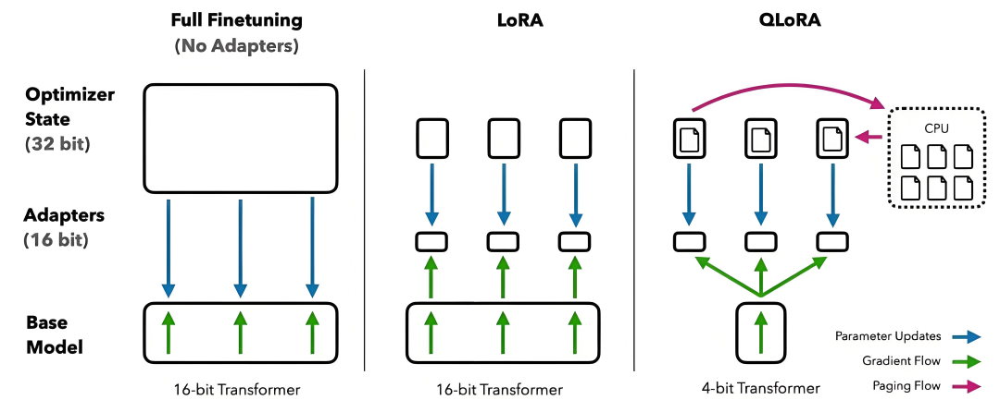 Full Finetuning
(No Adapters)
LoRA
QLoRA
Optimizer
State
(32 bit)
CPU
Adapters
(16 bit)
Base
Model
Parameter Updates
Gradient Flow
Paging Flow
16-bit Transformer
16-bit Transformer
4-bit Transformer